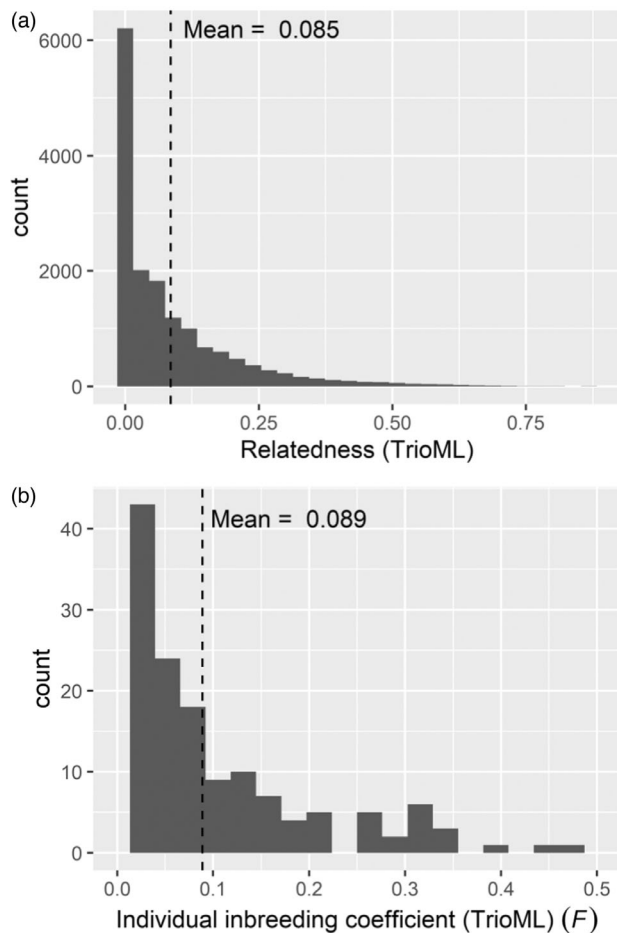 (a)
Mean = 0.085
6000
4000
2000
0
count
0.00 0.25 0.50 0.75
Relatedness (TrioML)
(b)
Mean = 0.089
40
30
20
10
0
count
0.0 0.1 0.2 0.3 0.4 0.5
Individual inbreeding coefficient (TrioML) (F)